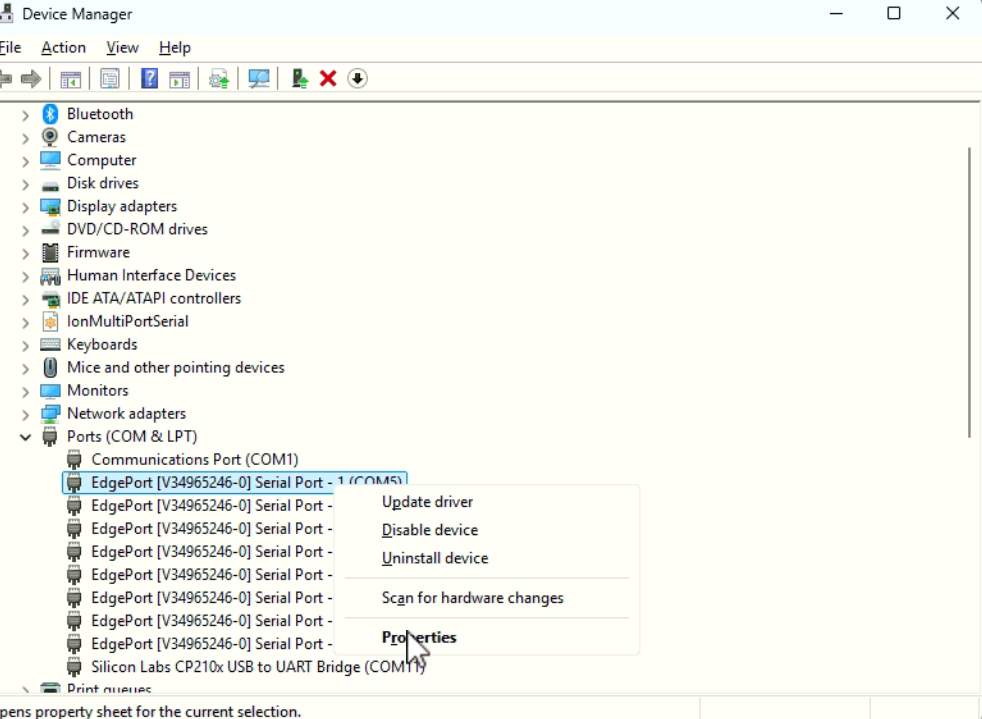 Device Manager
File Action View Help
Bluetooth
Cameras
Computer
Disk drives
Display adapters
DVD/CD-ROM drives
Firmware
Human Interface Devices
IDE ATA/ATAPI controllers
IonMultiPortSerial
Keyboards
Mice and other pointing devices
Monitors
Network adapters
Ports (COM & LPT)
Communications Port (COM1)
EdgePort [V34965246-0] Serial Port - 1 (COM5)
EdgePort [V34965246-0] Serial Port -
EdgePort [V34965246-0] Serial Port -
EdgePort [V34965246-0] Serial Port -
EdgePort [V34965246-0] Serial Port -
EdgePort [V34965246-0] Serial Port -
EdgePort [V34965246-0] Serial Port -
EdgePort [V34965246-0] Serial Port -
Silicon Labs CP210x USB to UART Bridge (COM11)
Print queues
Update driver
Disable device
Uninstall device
Scan for hardware changes
Properties
pens property sheet for the current selection.